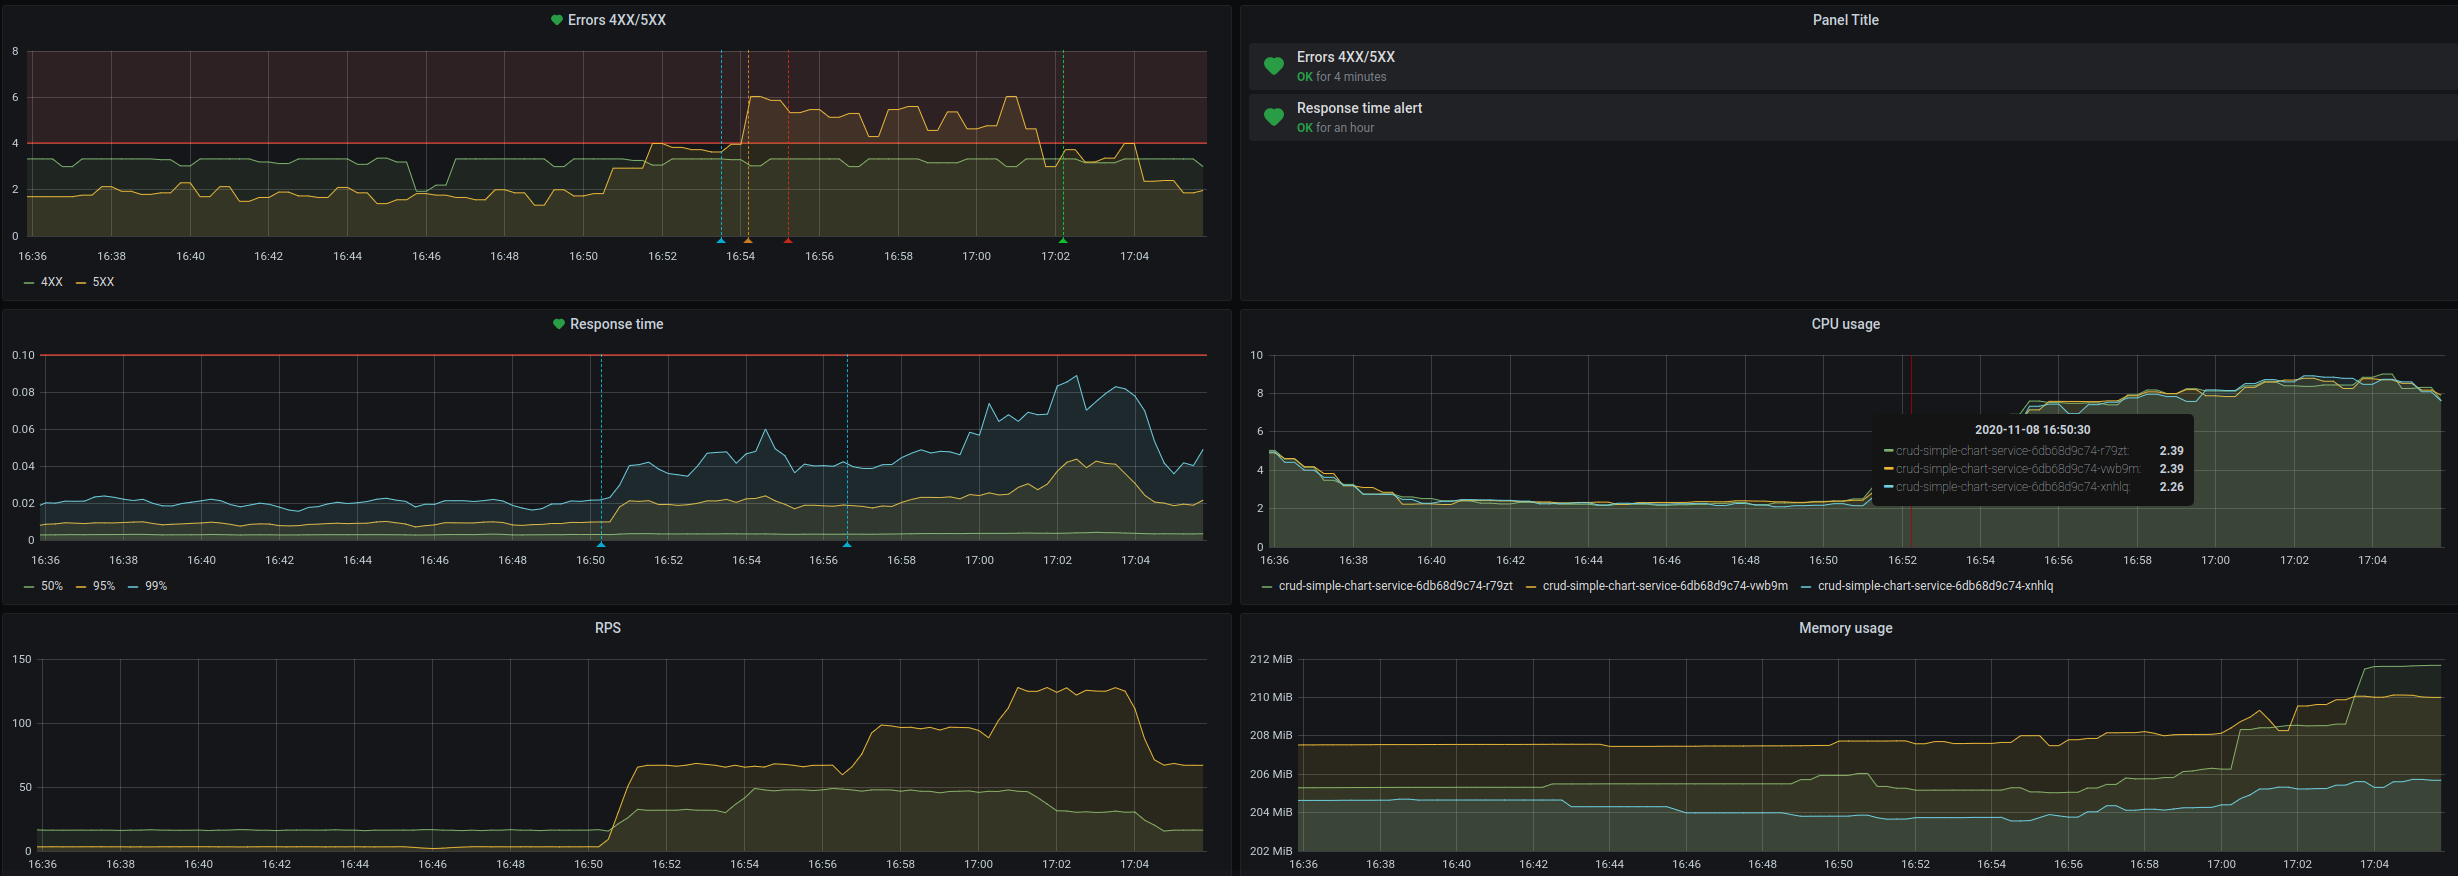 Errors 4XX/5XX
8
6
4
2
0
16:36 16:38 16:40 16:42 16:44 16:46 16:48 16:50 16:52 16:54 16:56 16:58 17:00 17:02 17:04
4XX 5XX
Panel Title
Errors 4XX/5XX
OK for 4 minutes
Response time alert
OK for an hour
Response time
0.10
0.08
0.06
0.04
0.02
0
16:36 16:38 16:40 16:42 16:44 16:46 16:48 16:50 16:52 16:54 16:56 16:58 17:00 17:02 17:04
50% 95% 99%
CPU usage
10
8
6
4
2
0
2020-11-08 16:50:30
crud-simple-chart-service-6db68d9c74-r79zt: 2.39
crud-simple-chart-service-6db68d9c74-vwb9m: 2.39
crud-simple-chart-service-6db68d9c74-xnhlq: 2.26
16:36 16:38 16:40 16:42 16:44 16:46 16:48 16:50 16:52 16:54 16:56 16:58 17:00 17:02 17:04
crud-simple-chart-service-6db68d9c74-r79zt crud-simple-chart-service-6db68d9c74-vwb9m crud-simple-chart-service-6db68d9c74-xnhlq
RPS
150
100
50
0
16:36 16:38 16:40 16:42 16:44 16:46 16:48 16:50 16:52 16:54 16:56 16:58 17:00 17:02 17:04
Memory usage
212 MiB
210 MiB
208 MiB
206 MiB
204 MiB
202 MiB
16:36 16:38 16:40 16:42 16:44 16:46 16:48 16:50 16:52 16:54 16:56 16:58 17:00 17:02 17:04